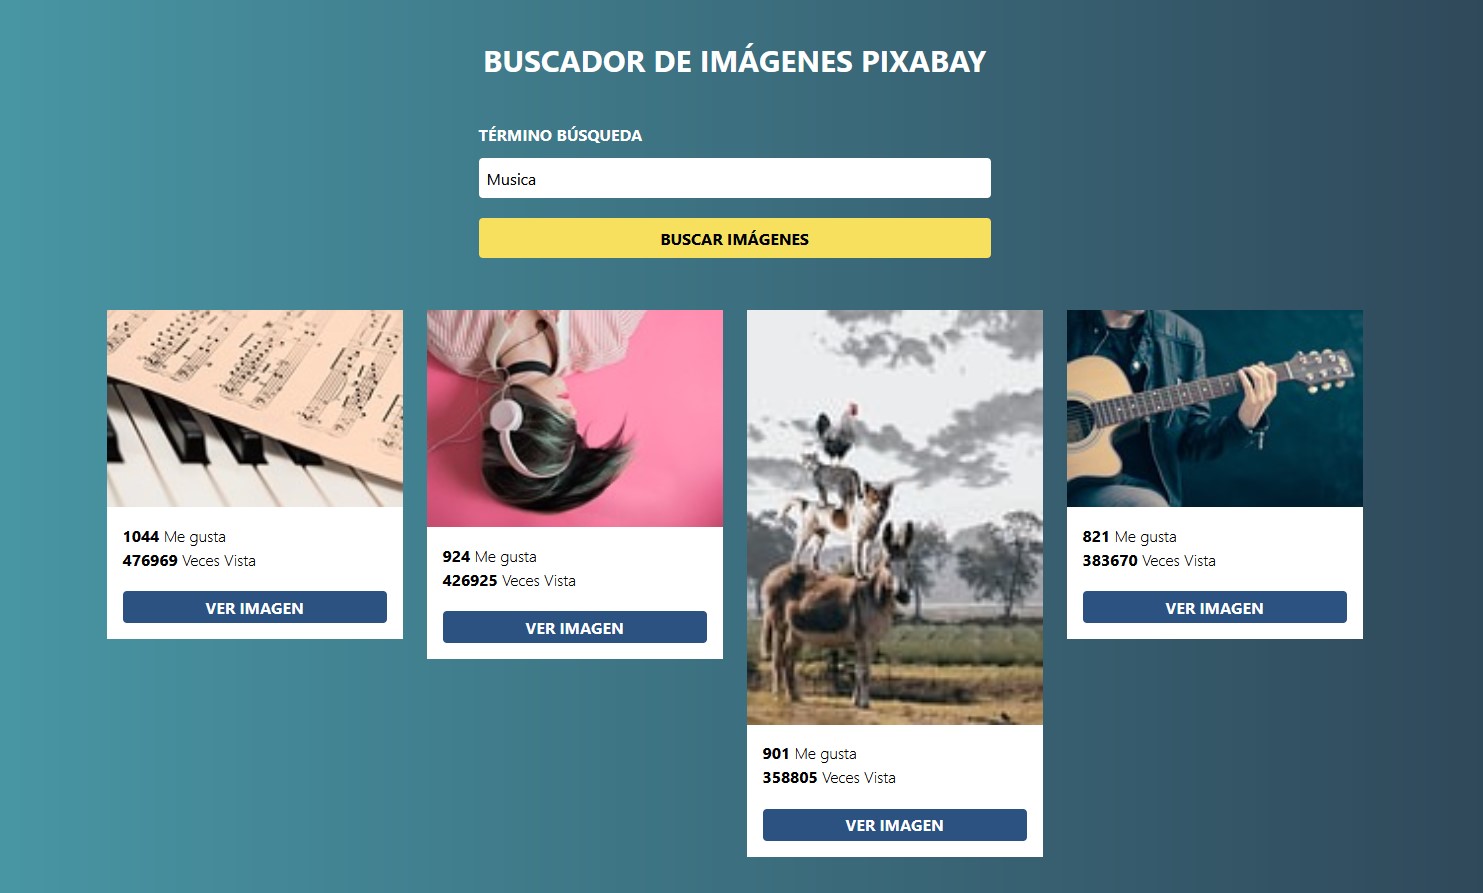 BUSCADOR DE IMÁGENES PIXABAY
TÉRMINO BÚSQUEDA
Musica
BUSCAR IMÁGENES
1044 Me gusta
476969 Veces Vista
VER IMAGEN
924 Me gusta
426925 Veces Vista
VER IMAGEN
901 Me gusta
358805 Veces Vista
VER IMAGEN
821 Me gusta
383670 Veces Vista
VER IMAGEN